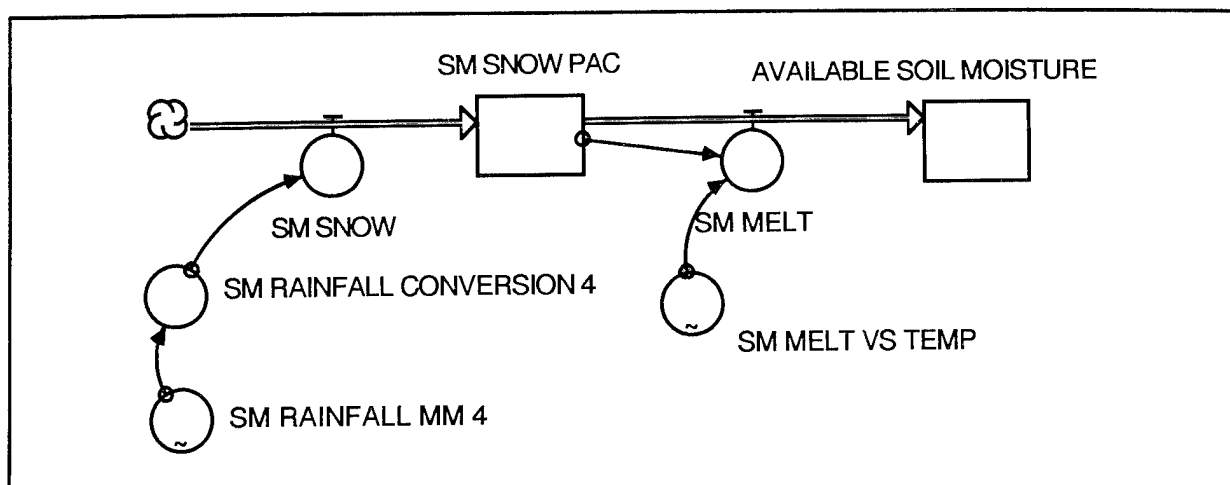 SM SNOW PAC
AVAILABLE SOIL MOISTURE
SM SNOW
SM MELT
SM RAINFALL CONVERSION 4
SM MELT VS TEMP
SM RAINFALL MM 4
~
~